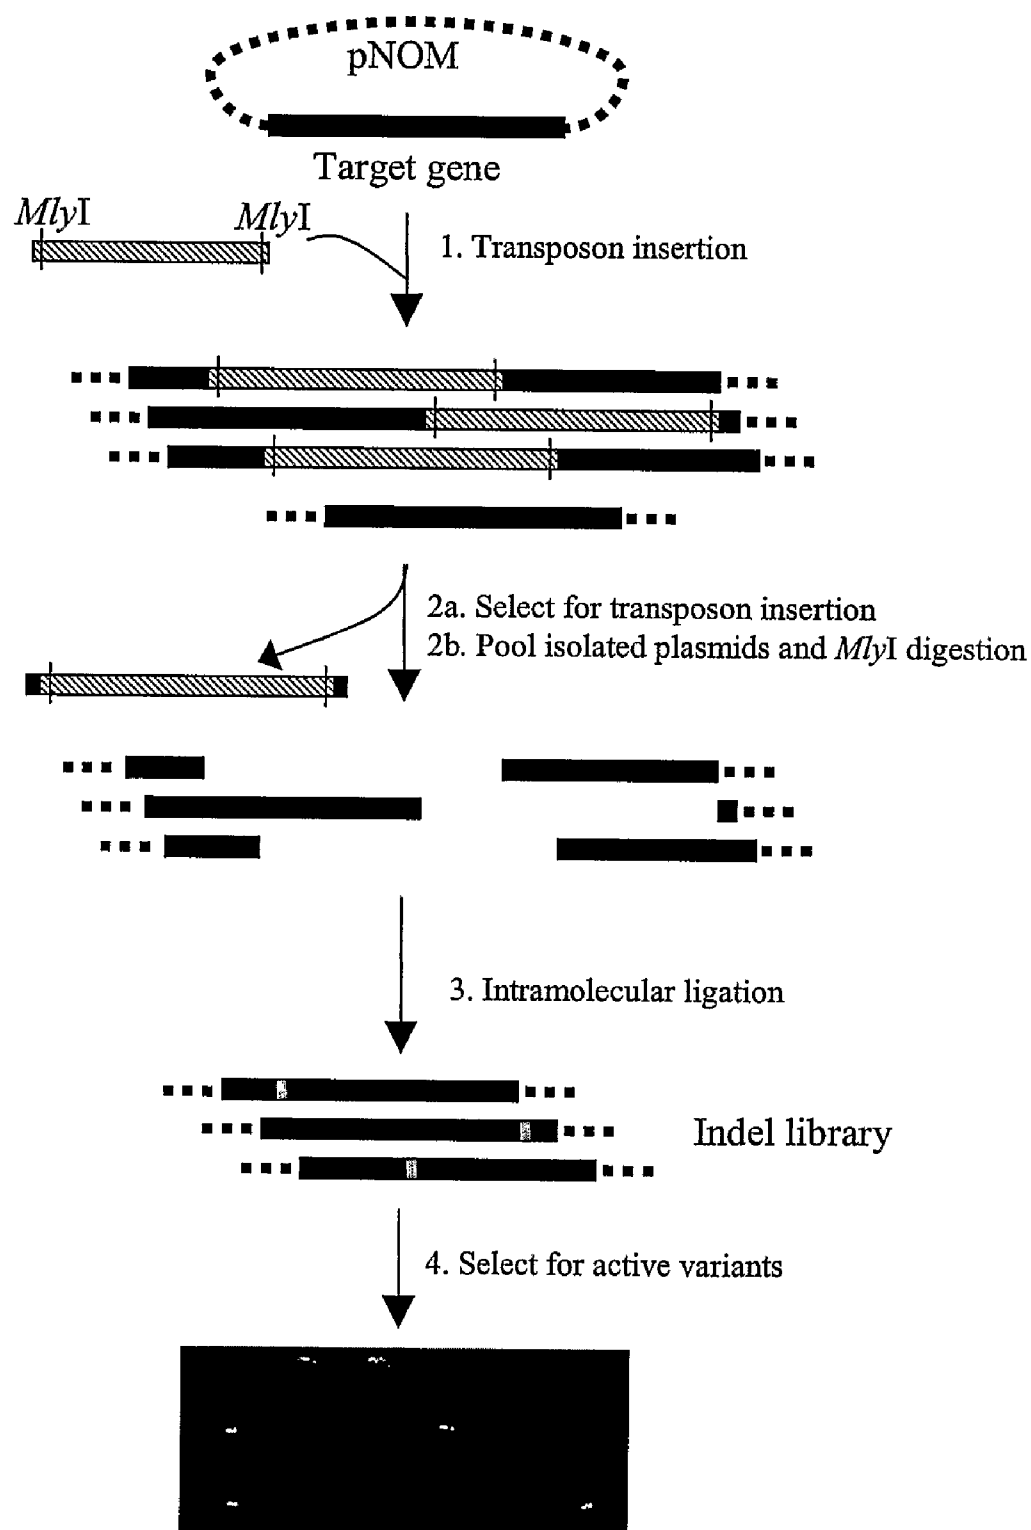 pNOM
Target gene
MlyI
MlyI
1. Transposon insertion
2a. Select for transposon insertion
2b. Pool isolated plasmids and MlyI digestion
3. Intramolecular ligation
Indel library
4. Select for active variants